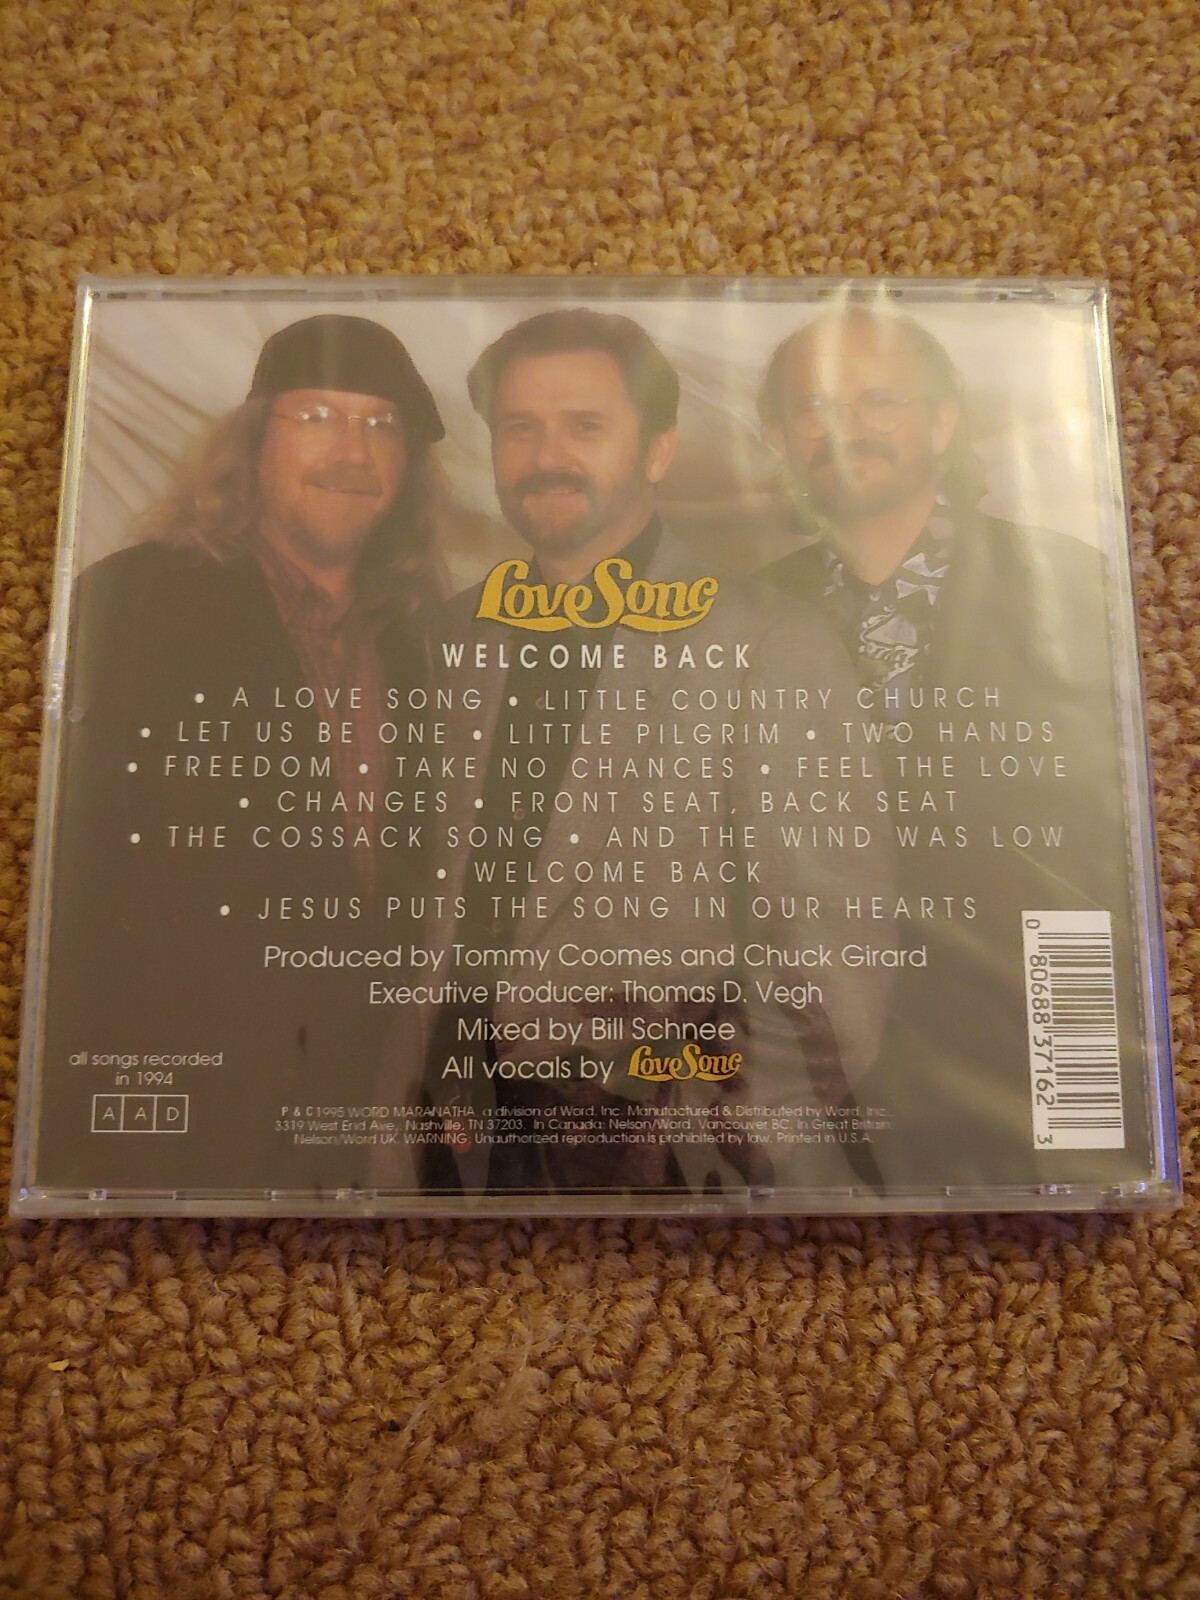 Love Song
WELCOME BACK
• A LOVE SONG • LITTLE COUNTRY CHURCH
• LET US BE ONE • LITTLE PILGRIM • TWO HANDS
• FREEDOM • TAKE NO CHANCES • FEEL THE LOVE
• CHANGES • FRONT SEAT, BACK SEAT
• THE COSSACK SONG • AND THE WIND WAS LOW
• WELCOME BACK
• JESUS PUTS THE SONG IN OUR HEARTS
Produced by Tommy Coomes and Chuck Girard
Executive Producer: Thomas D. Vegh
Mixed by Bill Schnee
All vocals by Love Song
all songs recorded
in 1994
A A D
P & C 1995 WORD MARANATHA, a division of Word, Inc. Manufactured & Distributed by Word, Inc.,
3319 West End Ave., Nashville, TN 37203. In Canada: Nelson/Word, Vancouver BC. In Great Britain:
Nelson/Word UK. WARNING: Unauthorized reproduction is prohibited by law. Printed in U.S.A.
0 80688 37162 3